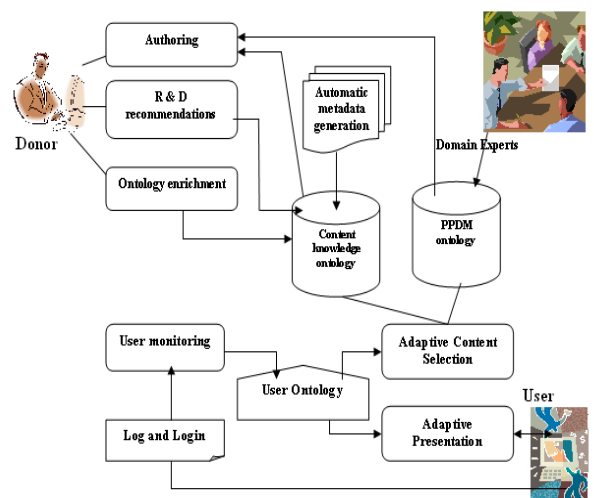 Authoring
R & D
recommendations
Automatic
metadata
generation
Donor
Domain Experts
Ontology enrichment
Content
knowledge
ontology
PPDM
ontology
User monitoring
Adaptive Content
Selection
User Ontology
User
Log and Login
Adaptive
Presentation